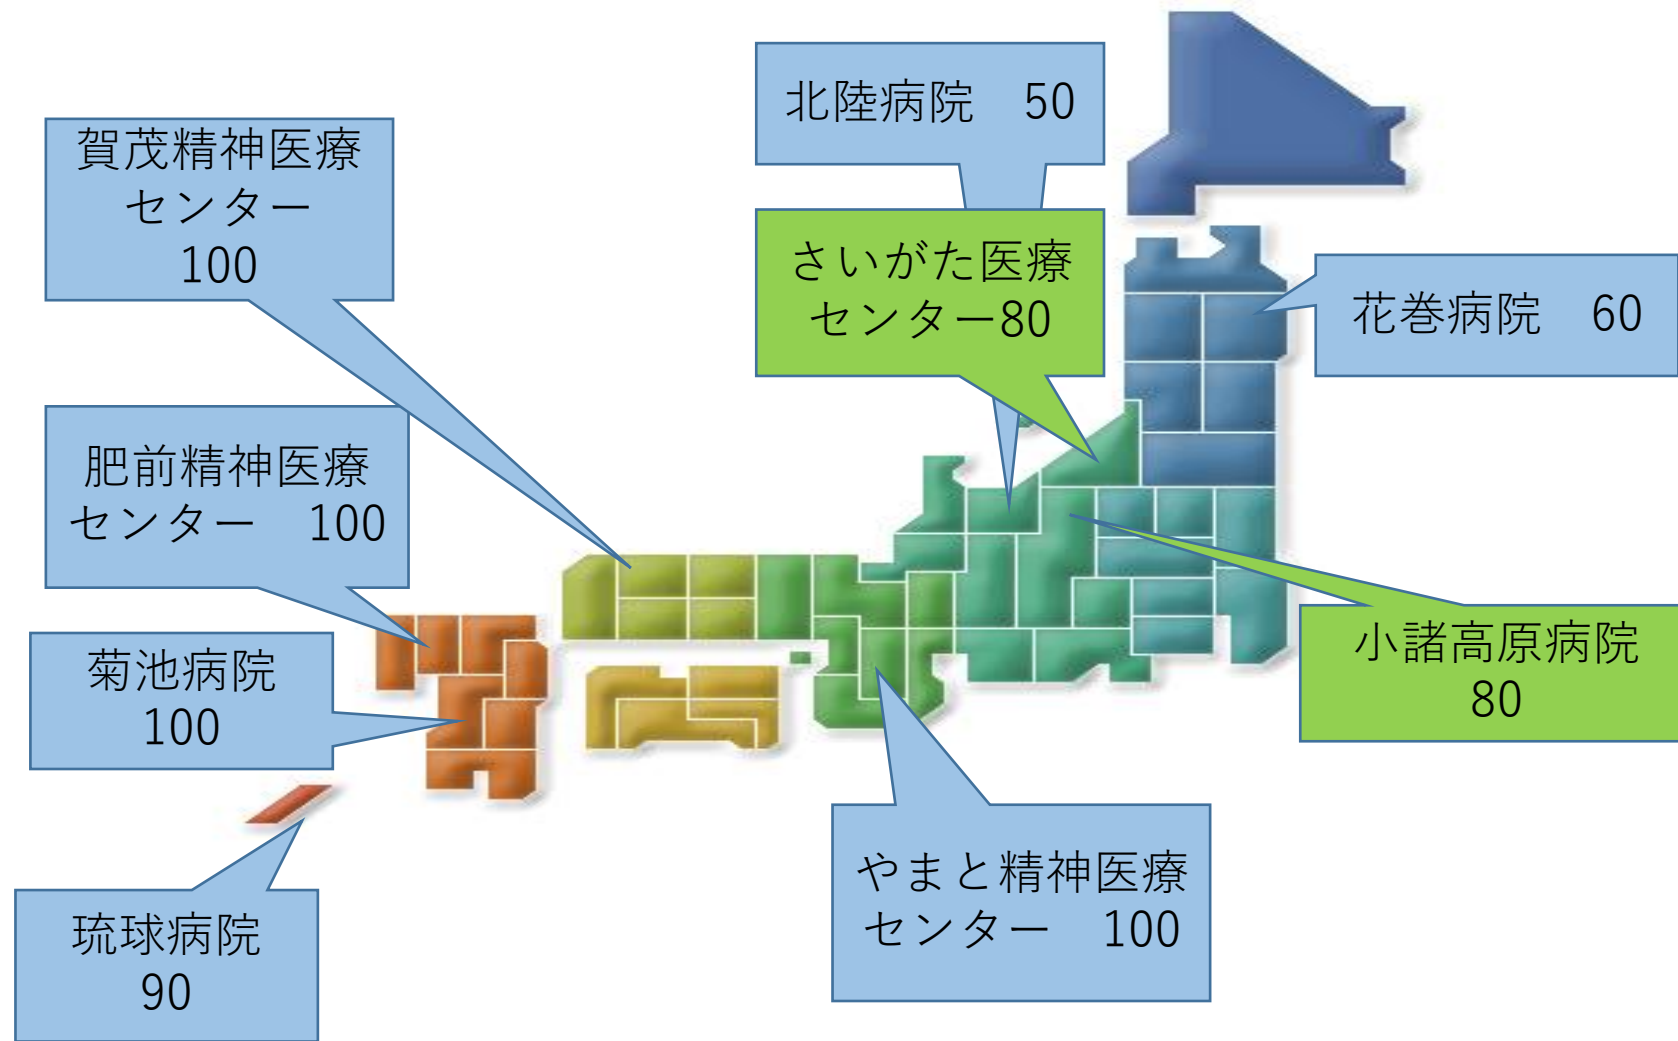 北陸病院　50
賀茂精神医療
センター
100
さいがた医療
センター80
花巻病院　60
肥前精神医療
センター　100
菊池病院
100
小諸高原病院
80
やまと精神医療
センター　100
琉球病院
90